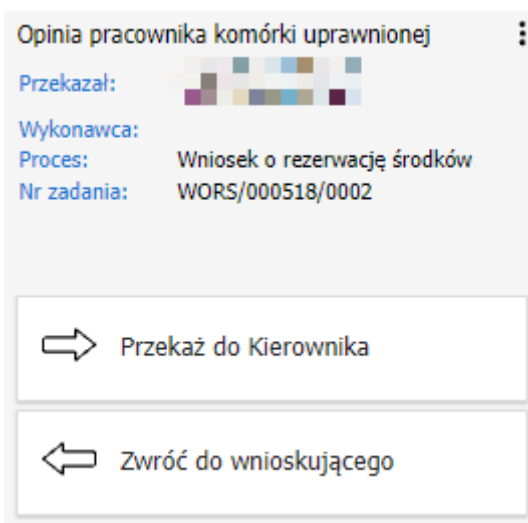 Opinia pracownika komórki uprawnionej
Przekazał:
Wykonawca:
Proces: Wniosek o rezerwację środków
Nr zadania: WORS/000518/0002
Przekaż do Kierownika
Zwróć do wnioskującego